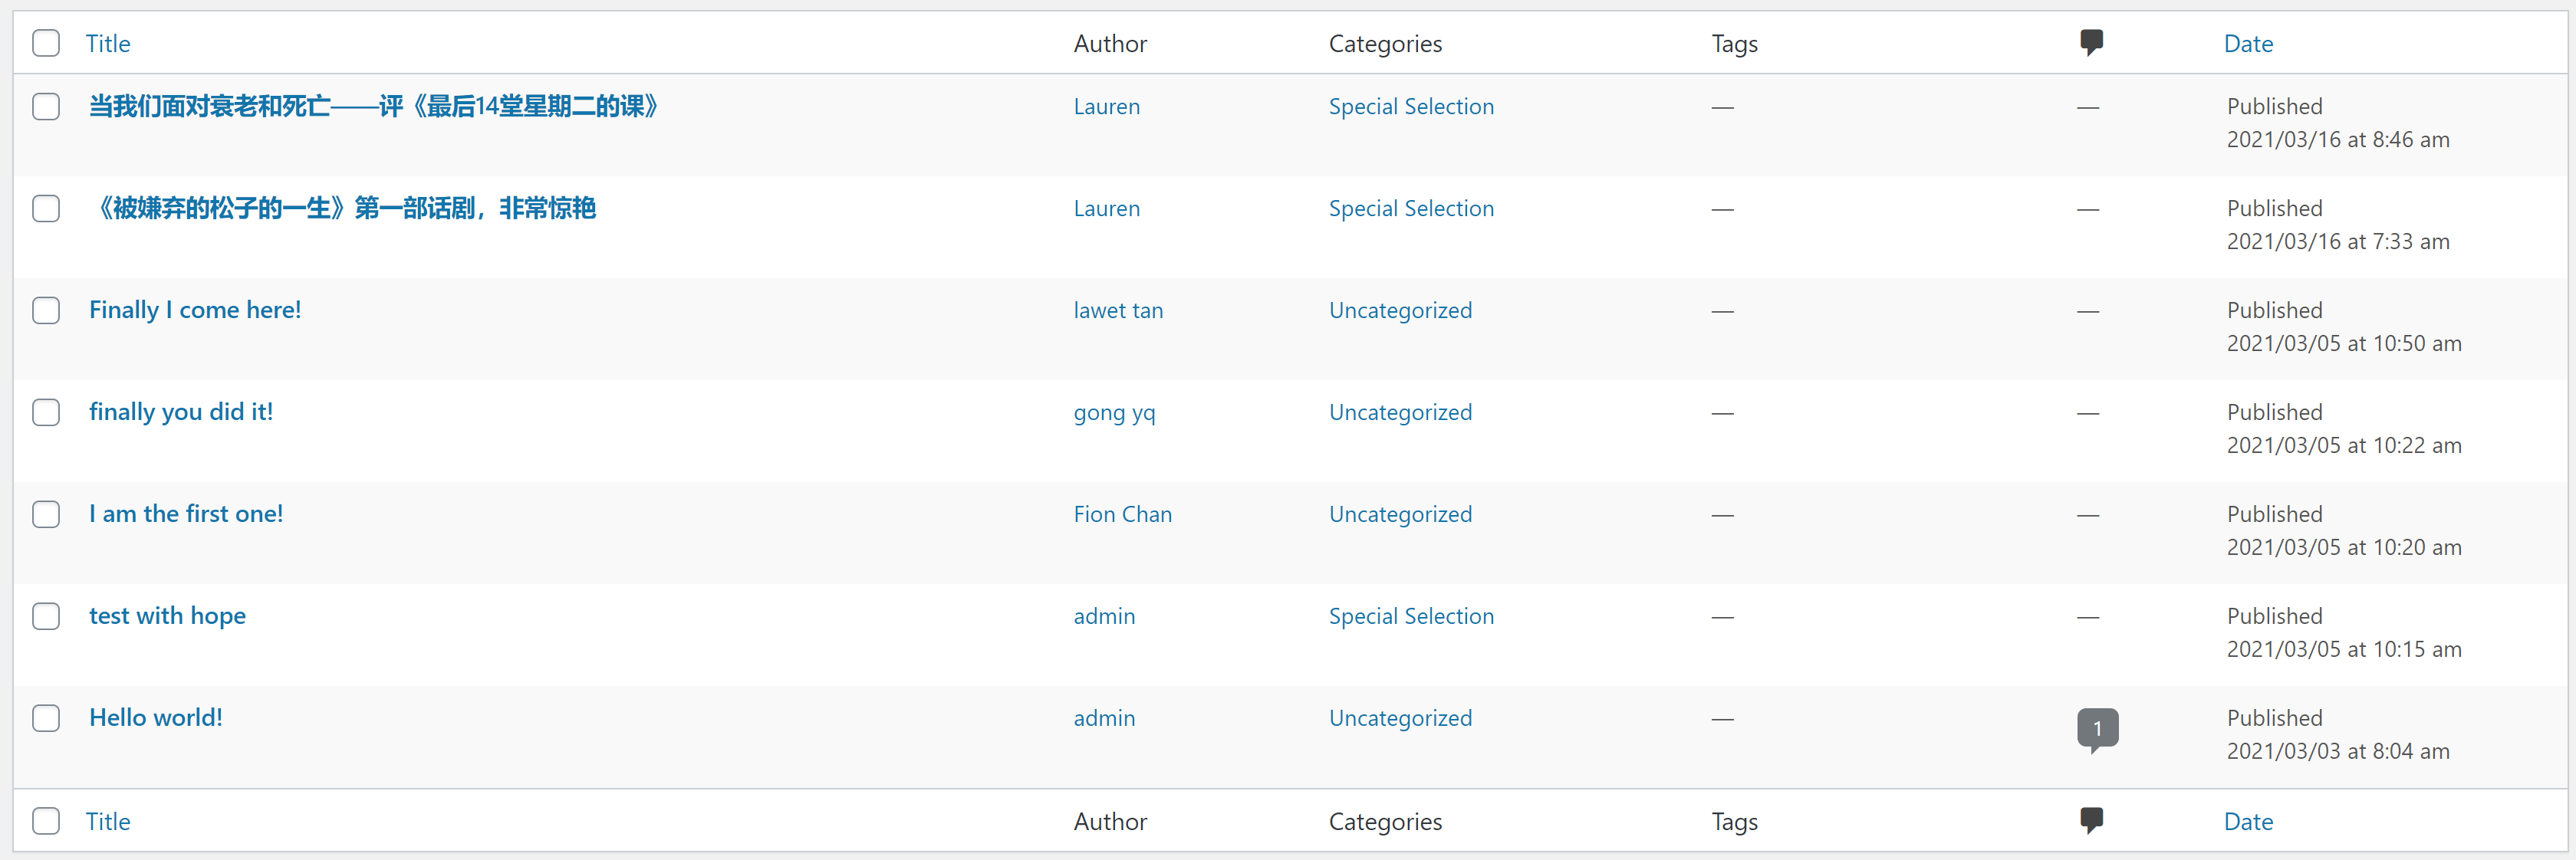 Title Author Categories Tags Date
当我们面对衰老和死亡——评《最后14堂星期二的课》 Lauren Special Selection — — Published
2021/03/16 at 8:46 am
《被嫌弃的松子的一生》第一部话剧，非常惊艳 Lauren Special Selection — — Published
2021/03/16 at 7:33 am
Finally I come here! lawet tan Uncategorized — — Published
2021/03/05 at 10:50 am
finally you did it! gong yq Uncategorized — — Published
2021/03/05 at 10:22 am
I am the first one! Fion Chan Uncategorized — — Published
2021/03/05 at 10:20 am
test with hope admin Special Selection — — Published
2021/03/05 at 10:15 am
Hello world! admin Uncategorized — 1 Published
2021/03/03 at 8:04 am
Title Author Categories Tags Date